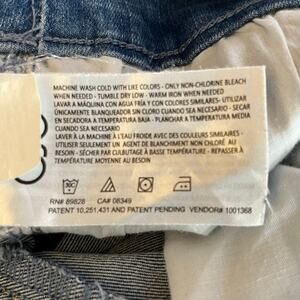 MACHINE WASH COLD WITH LIKE COLORS - ONLY NON-CHLORINE BLEACH
WHEN NEEDED - TUMBLE DRY LOW - WARM IRON WHEN NEEDED
LAVAR A MÁQUINA CON AGUA FRÍA Y CON COLORES SIMILARES- UTILIZAR
ÚNICAMENTE BLANQUEADOR SIN CLORO CUANDO SEA NECESARIO - SECAR
EN SECADORA A TEMPERATURA BAJA - PLANCHAR A TEMPERATURA MEDIA
CUANDO SEA NECESARIO
LAVER À LA MACHINE À L'EAU FROIDE AVEC DES COULEURS SIMILAIRES -
UTILISER SEULEMENT UN AGENT DE BLANCHIMENT NON CHLORÉ AU
BESOIN - SÉCHER PAR CULBUTAGE À BASSE TEMPÉRATURE - REPASSER À
TEMPÉRATURE MOYENNE AU BESOIN
30C
RN# 89828 CA# 08349
PATENT 10,251,431 AND PATENT PENDING VENDOR# 1001368